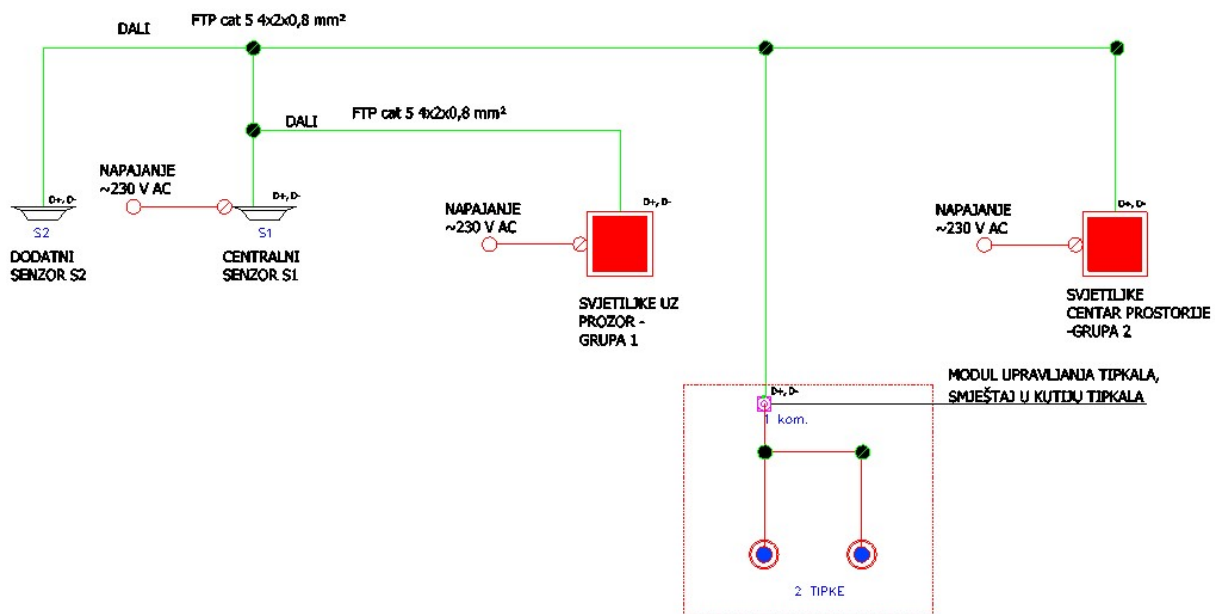 DALI
FTP cat 5 4x2x0,8 mm²
DALI
FTP cat 5 4x2x0,8 mm²
D+, D-
S2
DODATNI
SENZOR S2
NAPAJANJE
~230 V AC
D+, D-
S1
CENTRALNI
SENZOR S1
NAPAJANJE
~230 V AC
D+, D-
SVJETILJKE UZ
PROZOR -
GRUPA 1
NAPAJANJE
~230 V AC
D+, D-
SVJETILJKE
CENTAR PROSTORIJE
-GRUPA 2
MODUL UPRAVLJANJA TIPKALA,
SMJEŠTAJ U KUTIJU TIPKALA
D+, D-
1 kom.
2 TIPKE